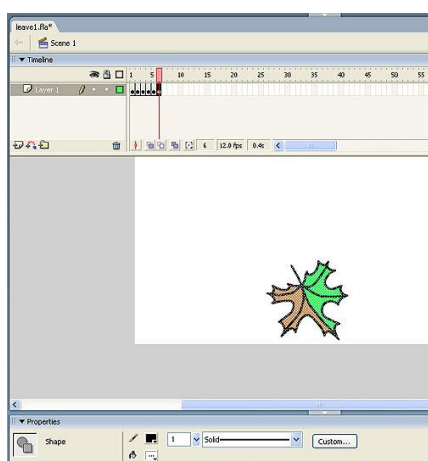 leave1.fla*
Scene 1
Timeline
1 5 10 15 20 25 30 35 40 45 50 55
Layer 1
6 12.0 fps 0.4s
Properties
Shape 1 Solid Custom...